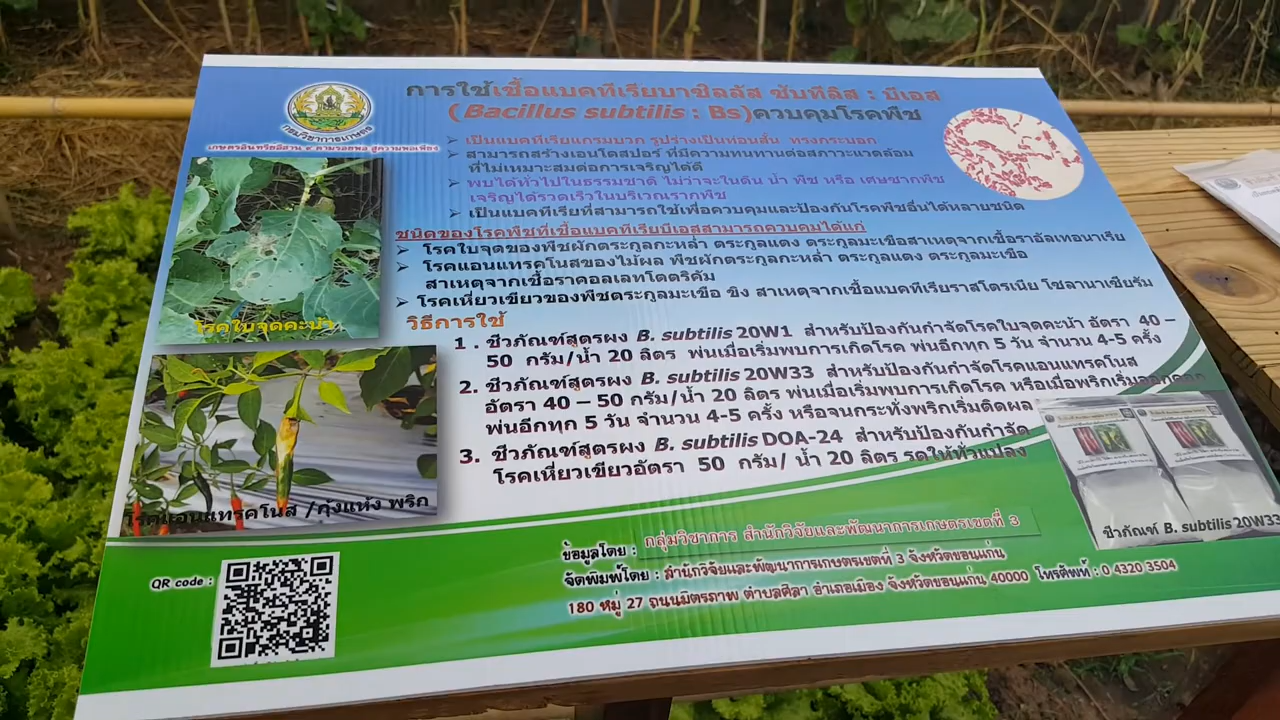 การใช้เชื้อแบคทีเรียบาซิลลัส ซับทีลิส : บีเอส
(Bacillus subtilis : Bs)ควบคุมโรคพืช
กรมวิชาการเกษตร
เกษตรอินทรีย์อีสาน ๙ ตามรอยพ่อ สู่ความพอเพียง
➢ เป็นแบคทีเรียแกรมบวก รูปร่างเป็นท่อนสั้น ทรงกระบอก
➢ สามารถสร้างเอนโดสปอร์ ที่มีความทนทานต่อสภาวะแวดล้อม
ที่ไม่เหมาะสมต่อการเจริญได้ดี
➢ พบได้ทั่วไปในธรรมชาติ ไม่ว่าจะในดิน น้ำ พืช หรือ เศษซากพืช
เจริญได้รวดเร็วในบริเวณรากพืช
➢ เป็นแบคทีเรียที่สามารถใช้เพื่อควบคุมและป้องกันโรคพืชอื่นได้หลายชนิด
ชนิดของโรคพืชที่เชื้อแบคทีเรียบีเอสสามารถควบคุมได้แก่
➢ โรคใบจุดของพืชผักตระกูลกะหล่ำ ตระกูลแตง ตระกูลมะเขือสาเหตุจากเชื้อราอัลเทอนาเรีย
➢ โรคแอนแทรคโนสของไม้ผล พืชผักตระกูลกะหล่ำ ตระกูลแตง ตระกูลมะเขือ
สาเหตุจากเชื้อราคอลเลทโตตริคัม
➢ โรคเหี่ยวเขียวของพืชตระกูลมะเขือ ขิง สาเหตุจากเชื้อแบคทีเรียราสโตรเนีย โซลานาเซียรัม
วิธีการใช้
1 . ชีวภัณฑ์สูตรผง B. subtilis 20W1 สำหรับป้องกันกำจัดโรคใบจุดคะน้า อัตรา 40 –
50 กรัม/น้ำ 20 ลิตร พ่นเมื่อเริ่มพบการเกิดโรค พ่นอีกทุก 5 วัน จำนวน 4-5 ครั้ง
2. ชีวภัณฑ์สูตรผง B. subtilis 20W33 สำหรับป้องกันกำจัดโรคแอนแทรคโนส
อัตรา 40 – 50 กรัม/น้ำ 20 ลิตร พ่นเมื่อเริ่มพบการเกิดโรค หรือเมื่อพริกเริ่มออกดอก
พ่นอีกทุก 5 วัน จำนวน 4-5 ครั้ง หรือจนกระทั่งพริกเริ่มติดผล
3. ชีวภัณฑ์สูตรผง B. subtilis DOA-24 สำหรับป้องกันกำจัด
โรคเหี่ยวเขียวอัตรา 50 กรัม/ น้ำ 20 ลิตร รดให้ทั่วแปลง
โรคใบจุดคะน้า
โรคแอนแทรคโนส /กุ้งแห้ง พริก
ชีวภัณฑ์ B. subtilis 20W33
QR code :
ข้อมูลโดย : กลุ่มวิชาการ สำนักวิจัยและพัฒนาการเกษตรเขตที่ 3
จัดพิมพ์โดย : สำนักวิจัยและพัฒนาการเกษตรเขตที่ 3 จังหวัดขอนแก่น
180 หมู่ 27 ถนนมิตรภาพ ตำบลศิลา อำเภอเมือง จังหวัดขอนแก่น 40000 โทรศัพท์ : 0 4320 3504